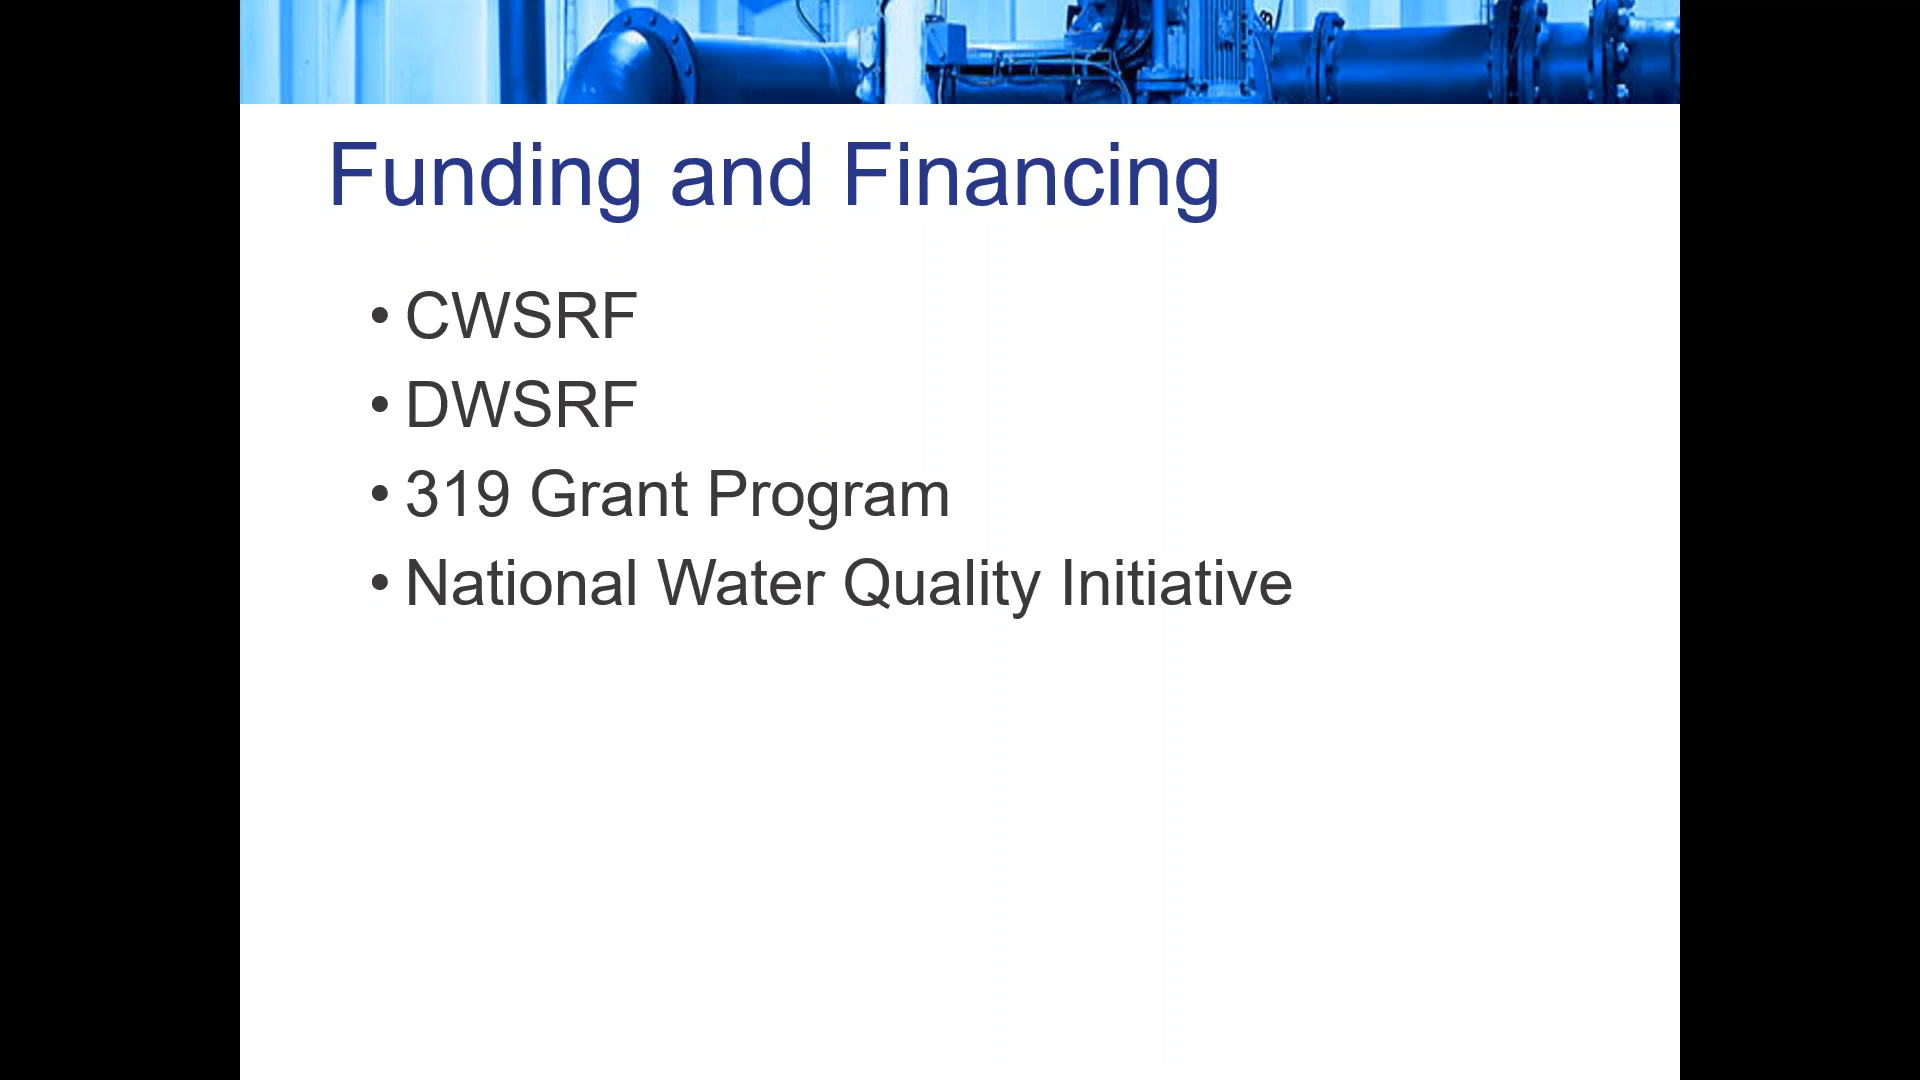 Funding and Financing
• CWSRF
• DWSRF
• 319 Grant Program
• National Water Quality Initiative